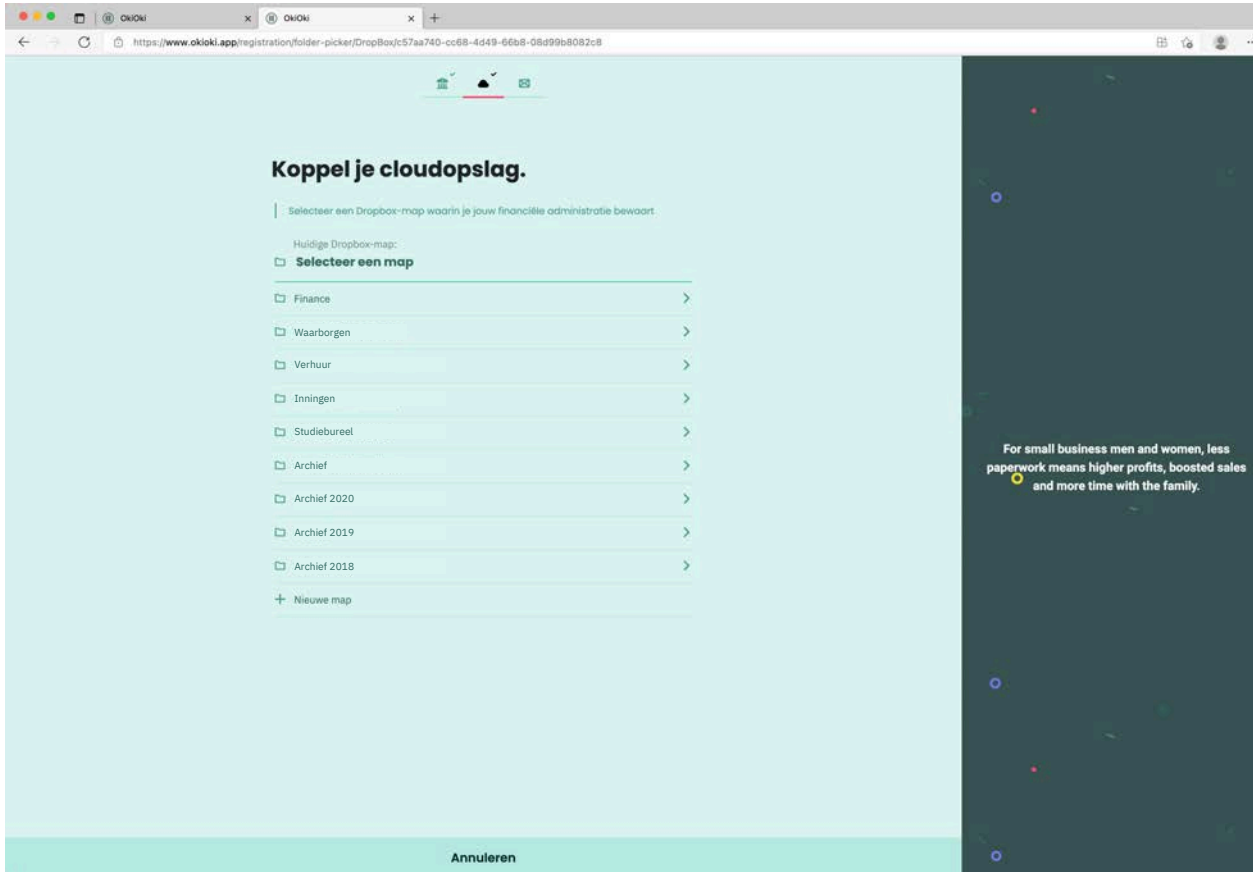 OkiOki
OkiOki
https://www.okioki.app/registration/folder-picker/DropBox/c57aa740-cc68-4d49-66b8-08d99b8082c8
Koppel je cloudopslag.
Selecteer een Dropbox-map waarin je jouw financiële administratie bewaart
Huidige Dropbox-map:
Selecteer een map
Finance
Waarborgen
Verhuur
Inningen
Studiebureel
Archief
Archief 2020
Archief 2019
Archief 2018
Nieuwe map
Annuleren
For small business men and women, less
paperwork means higher profits, boosted sales
and more time with the family.